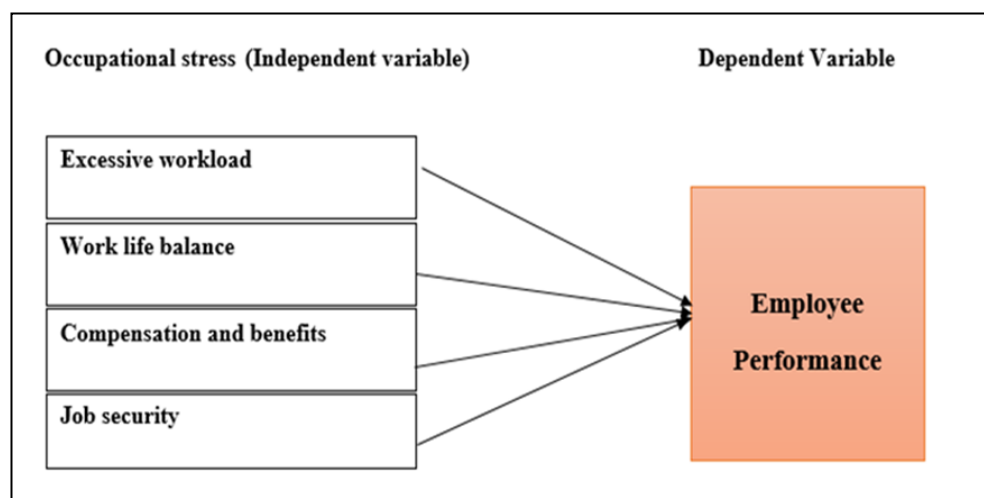 Occupational stress (Independent variable)
Dependent Variable
Excessive workload
Work life balance
Compensation and benefits
Job security
Employee
Performance